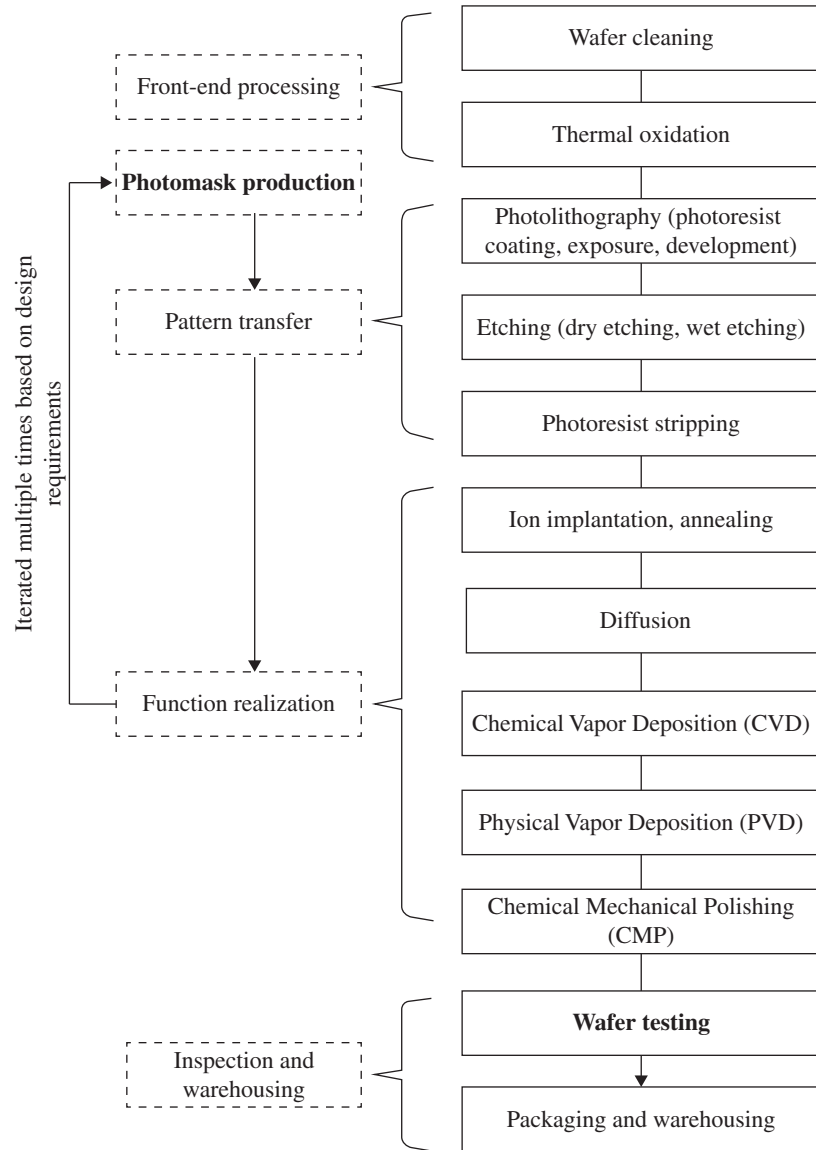 Wafer cleaning
Front-end processing
Thermal oxidation
Photomask production
Photolithography (photoresist
coating, exposure, development)
Pattern transfer
Etching (dry etching, wet etching)
Photoresist stripping
Iterated multiple times based on design
requirements
Ion implantation, annealing
Diffusion
Function realization
Chemical Vapor Deposition (CVD)
Physical Vapor Deposition (PVD)
Chemical Mechanical Polishing
(CMP)
Wafer testing
Inspection and
warehousing
Packaging and warehousing